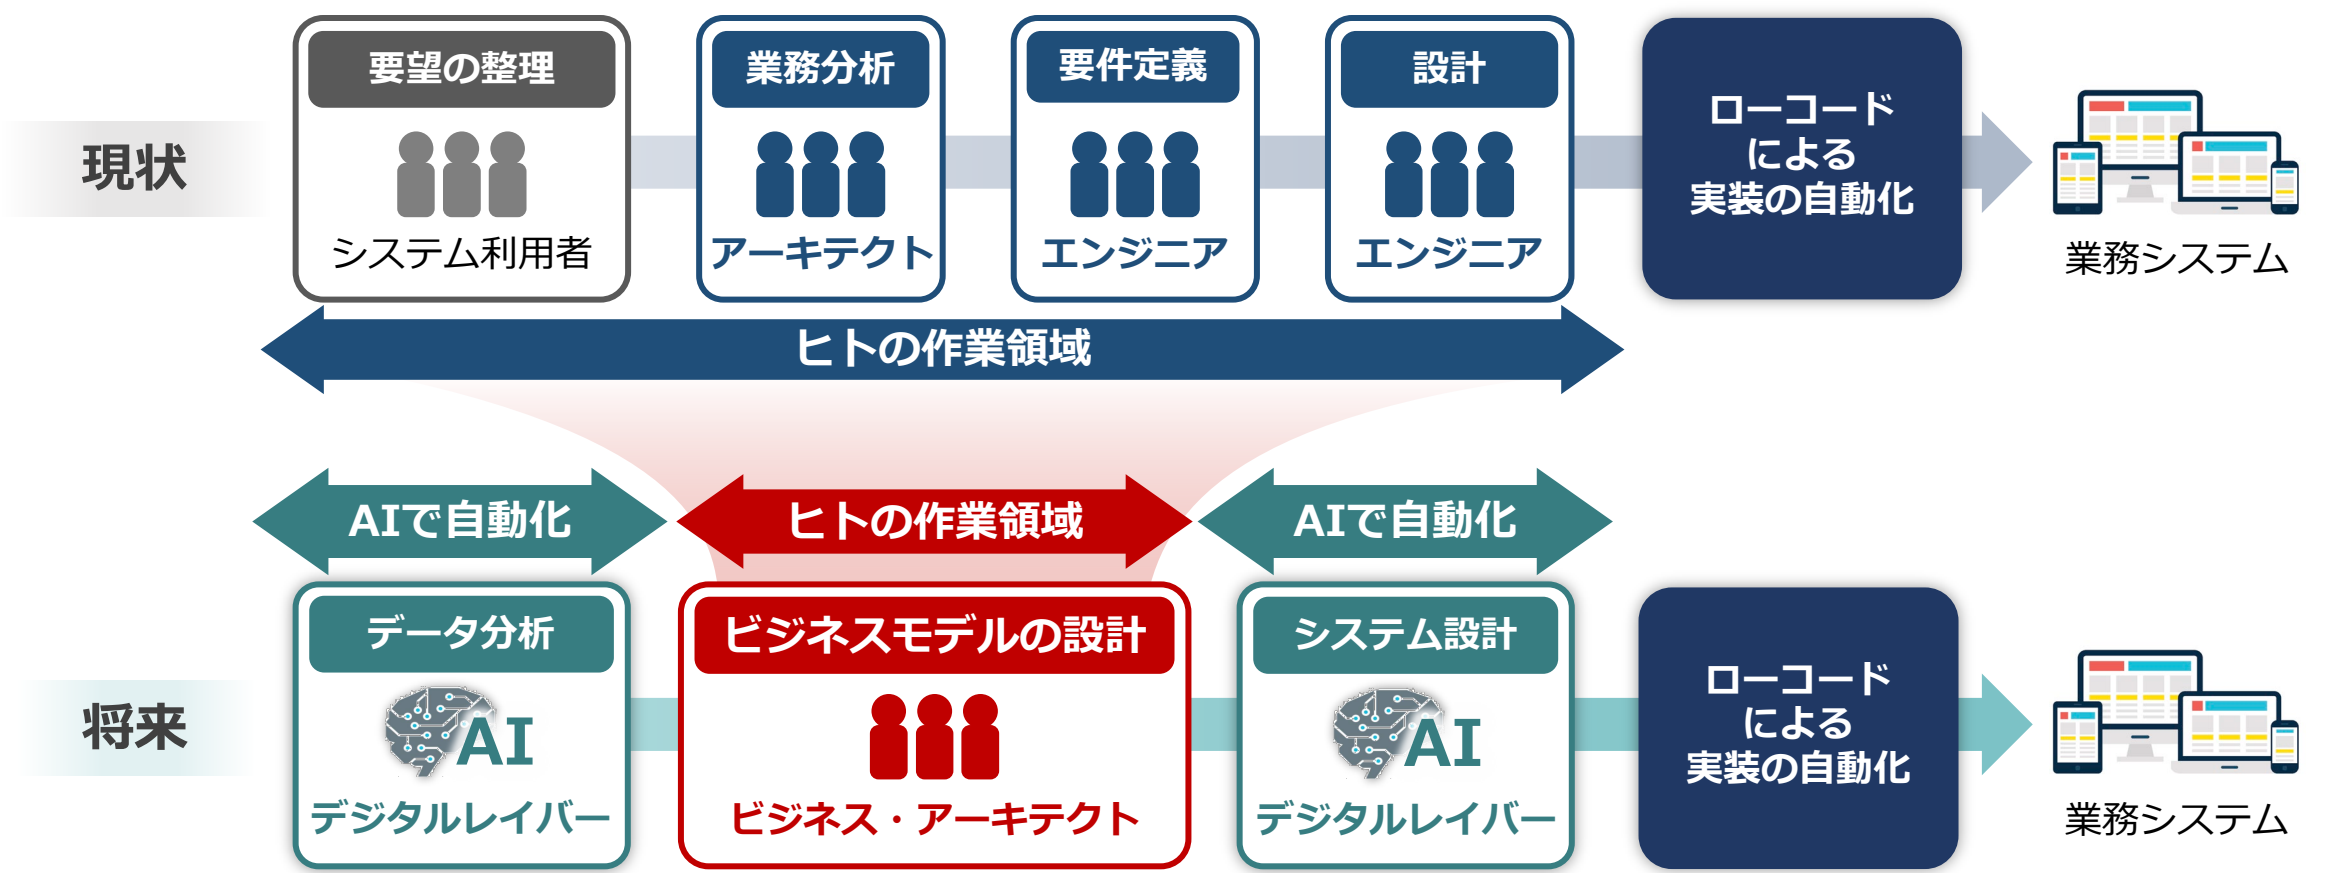 現状
要望の整理
システム利用者
業務分析
アーキテクト
要件定義
エンジニア
設計
エンジニア
ローコード
による
実装の自動化
業務システム
ヒトの作業領域
AIで自動化
ヒトの作業領域
AIで自動化
将来
データ分析
AI
デジタルレイバー
ビジネスモデルの設計
ビジネス・アーキテクト
システム設計
AI
デジタルレイバー
ローコード
による
実装の自動化
業務システム